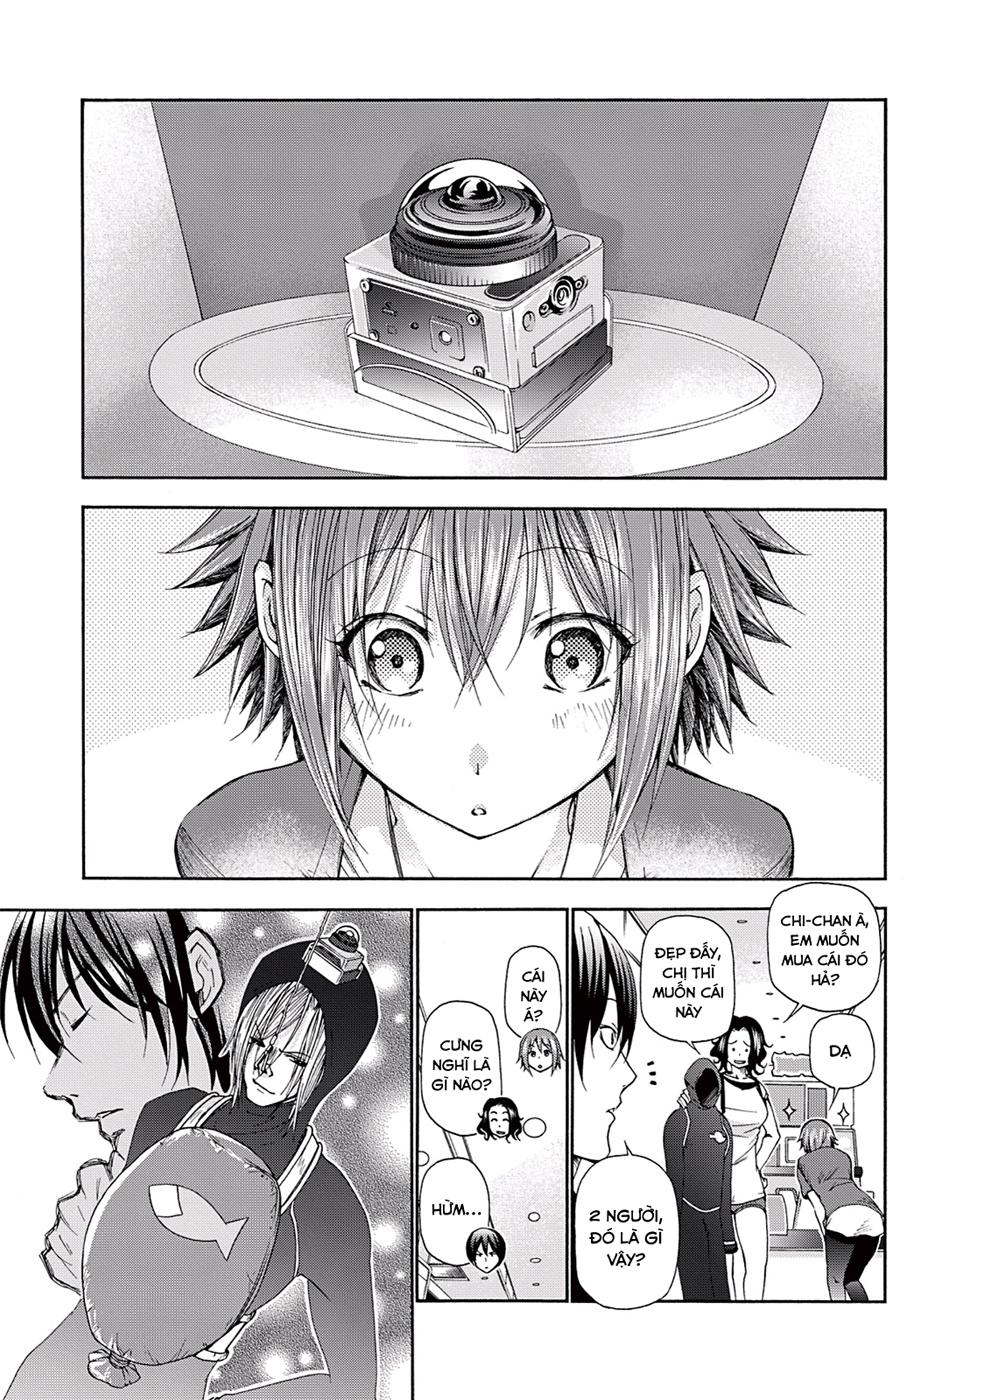 CHI-CHAN À,
EM MUỐN
MUA CÁI ĐÓ
HẢ?
DẠ
ĐẸP ĐẤY,
CHỊ THÌ
MUỐN CÁI
NÀY
2 NGƯỜI,
ĐÓ LÀ GÌ
VẬY?
CÁI
NÀY
Á?
CƯNG
NGHĨ LÀ
GÌ NÀO?
HỪM...